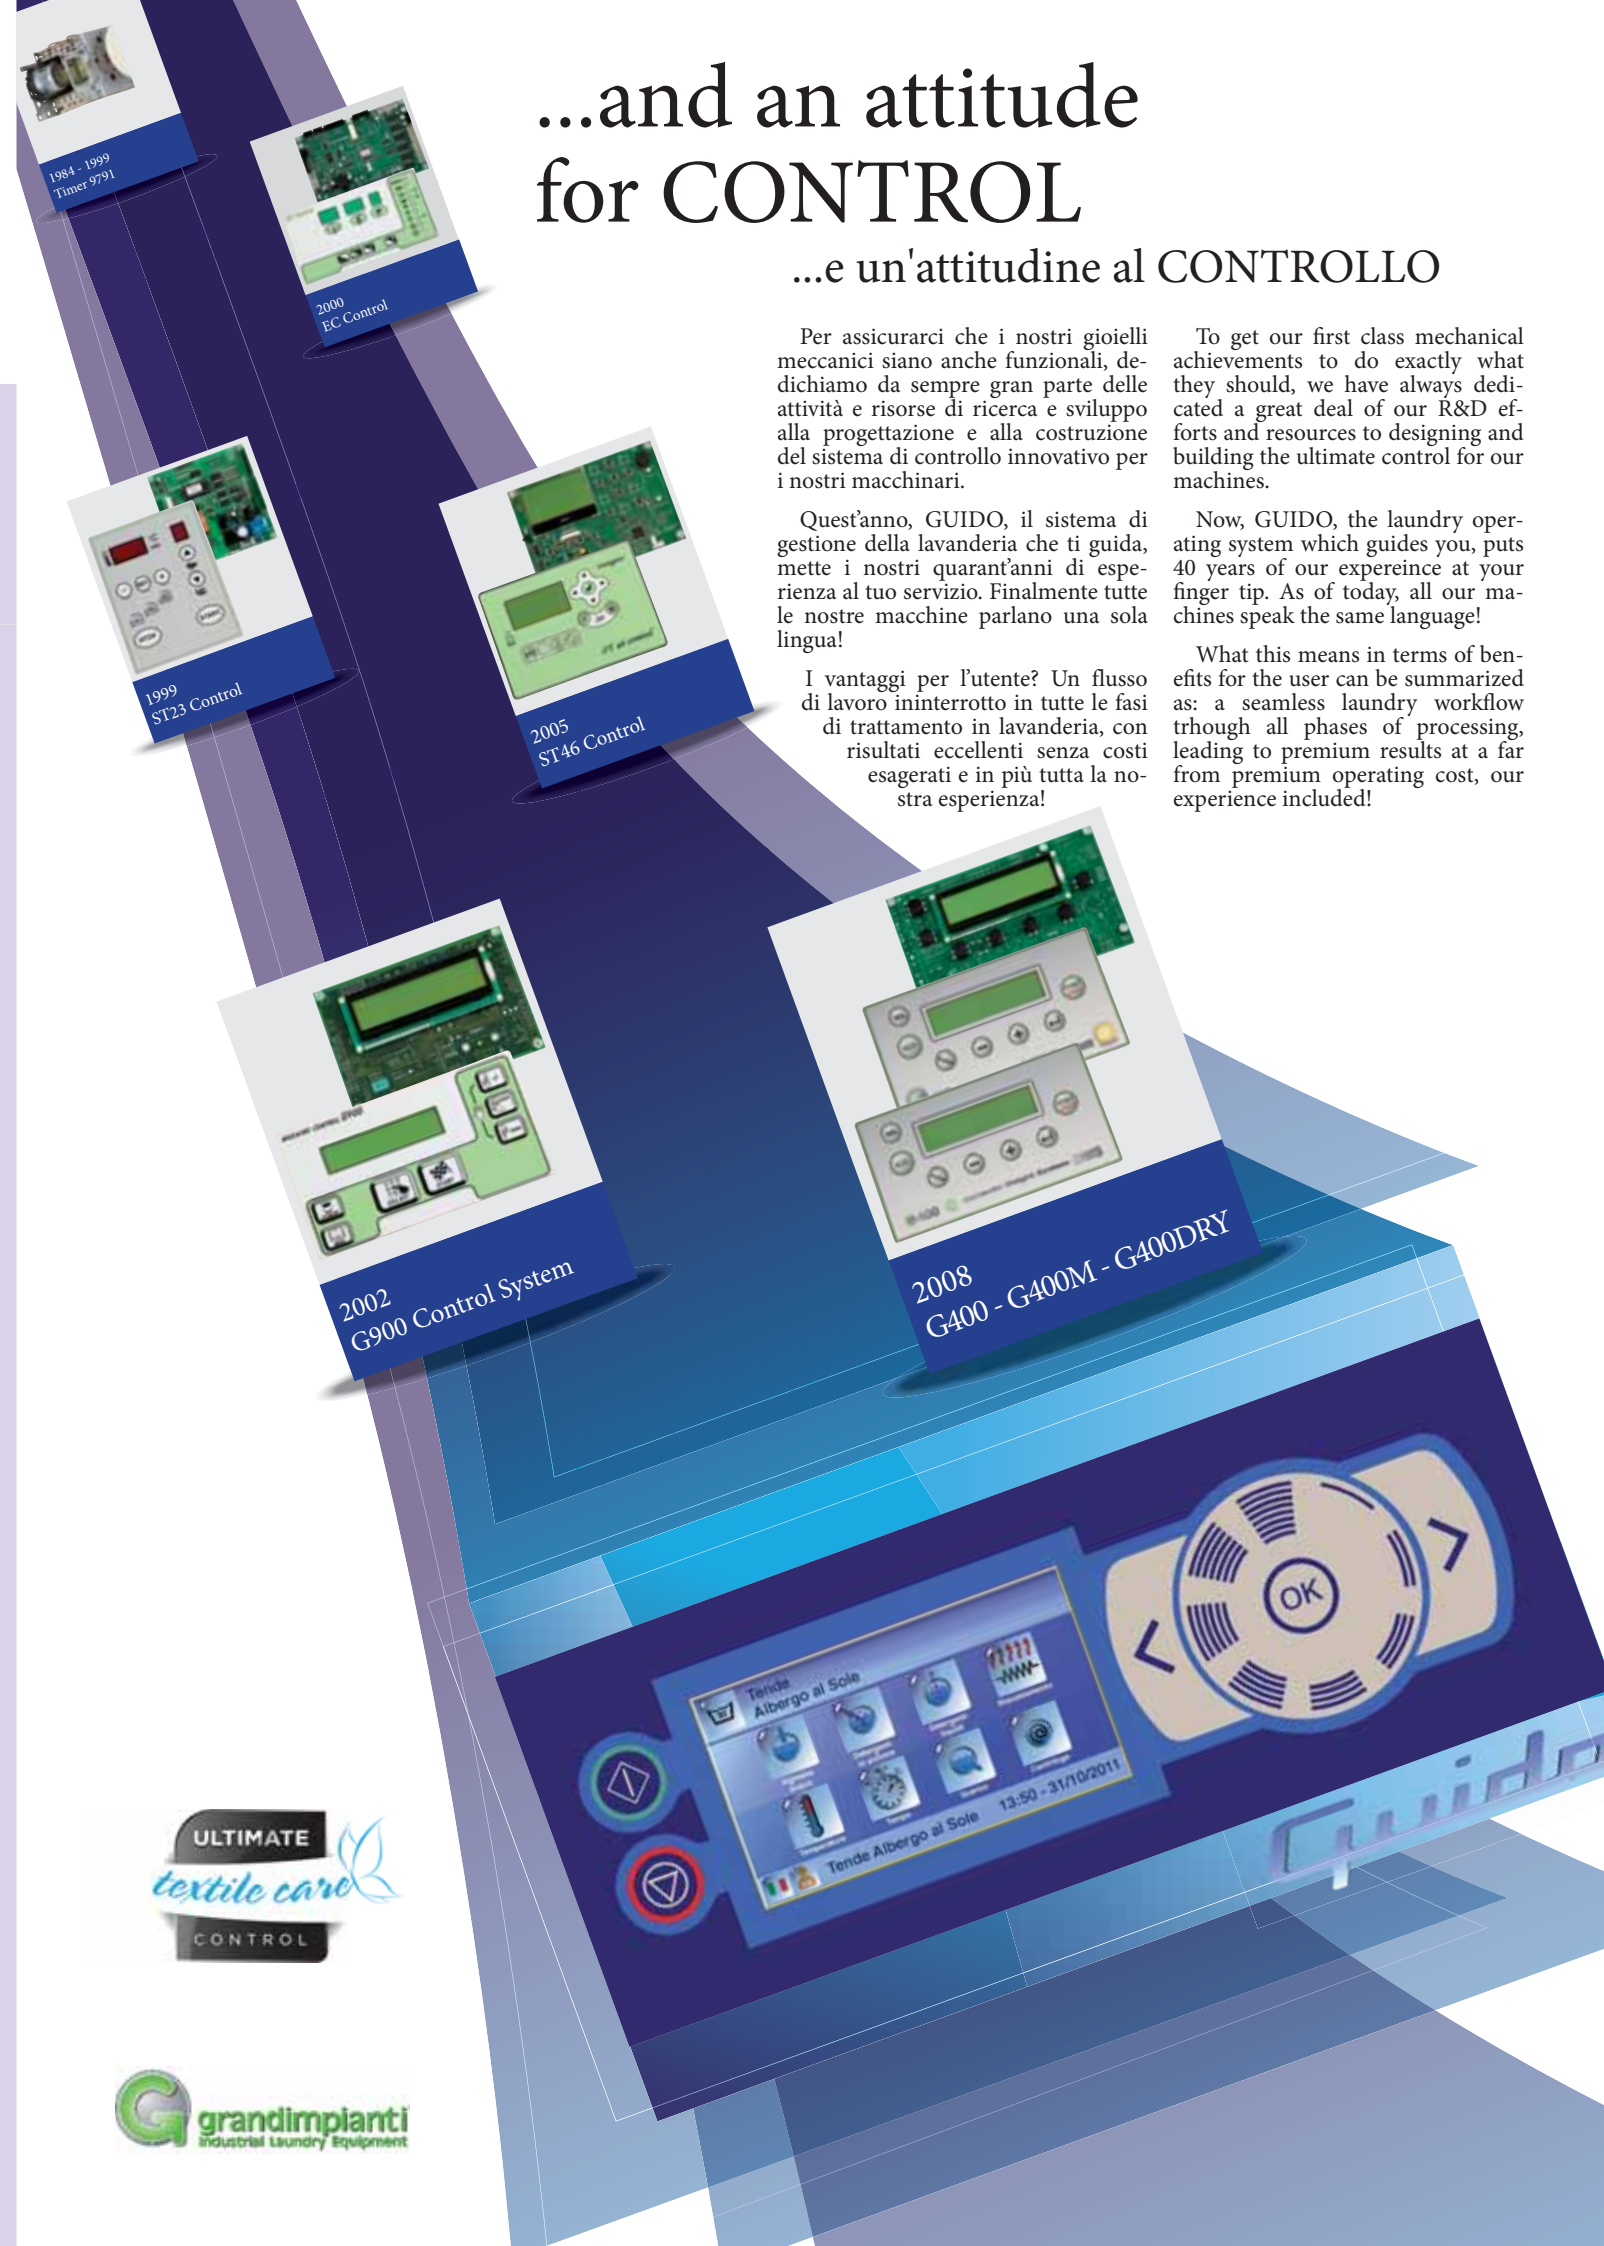 ...and an attitude
for CONTROL
...e un'attitudine al CONTROLLO
Per assicurarci che i nostri gioielli
meccanici siano anche funzionali, de-
dichiamo da sempre gran parte delle
attività e risorse di ricerca e sviluppo
alla progettazione e alla costruzione
del sistema di controllo innovativo per
i nostri macchinari.
Quest'anno, GUIDO, il sistema di
gestione della lavanderia che ti guida,
mette i nostri quarant'anni di espe-
rienza al tuo servizio. Finalmente tutte
le nostre macchine parlano una sola
lingua!
I vantaggi per l'utente? Un flusso
di lavoro ininterrotto in tutte le fasi
di trattamento in lavanderia, con
risultati eccellenti senza costi
esagerati e in più tutta la no-
stra esperienza!
To get our first class mechanical
achievements to do exactly what
they should, we have always dedi-
cated a great deal of our R&D ef-
forts and resources to designing and
building the ultimate control for our
machines.
Now, GUIDO, the laundry oper-
ating system which guides you, puts
40 years of our expereince at your
finger tip. As of today, all our ma-
chines speak the same language!
What this means in terms of ben-
efits for the user can be summarized
as: a seamless laundry workflow
trhough all phases of processing,
leading to premium results at a far
from premium operating cost, our
experience included!
1984 - 1999
Timer 9791
2000
EC Control
1999
ST23 Control
2005
ST46 Control
2002
G900 Control System
2008
G400 - G400M - G400DRY
Tende
Albergo al Sole
Tende Albergo al Sole 13:50 - 31/10/2011
OK
Guido
ULTIMATE
textile care
CONTROL
grandimpianti
Industrial Laundry Equipment